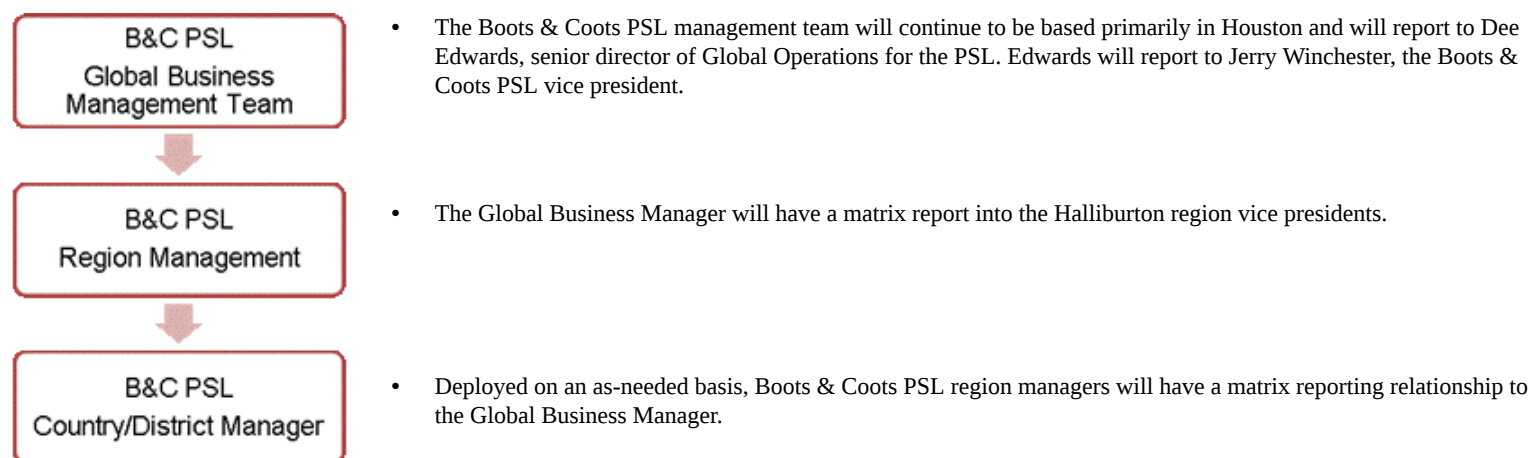 B&C PSL
Global Business
Management Team
• The Boots & Coots PSL management team will continue to be based primarily in Houston and will report to Dee
Edwards, senior director of Global Operations for the PSL. Edwards will report to Jerry Winchester, the Boots &
Coots PSL vice president.
B&C PSL
Region Management
• The Global Business Manager will have a matrix report into the Halliburton region vice presidents.
B&C PSL
Country/District Manager
• Deployed on an as-needed basis, Boots & Coots PSL region managers will have a matrix reporting relationship to
the Global Business Manager.